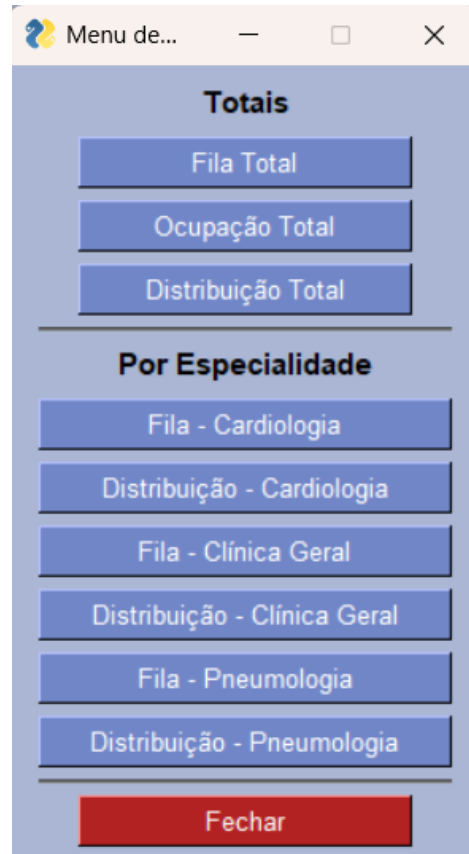 Menu de...
Totais
Fila Total
Ocupação Total
Distribuição Total
Por Especialidade
Fila - Cardiologia
Distribuição - Cardiologia
Fila - Clínica Geral
Distribuição - Clínica Geral
Fila - Pneumologia
Distribuição - Pneumologia
Fechar